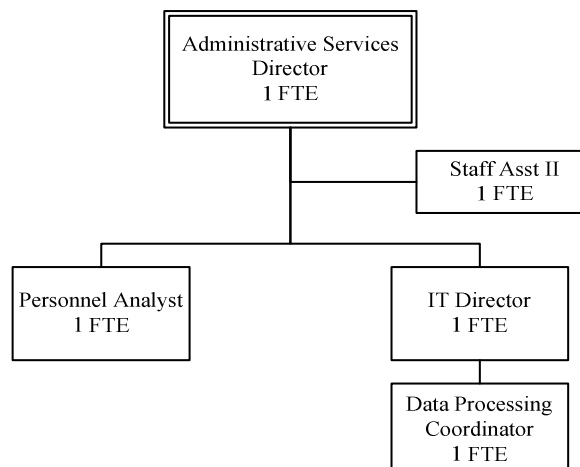 Administrative Services
Director
1 FTE
Staff Asst II
1 FTE
Personnel Analyst
1 FTE
IT Director
1 FTE
Data Processing
Coordinator
1 FTE